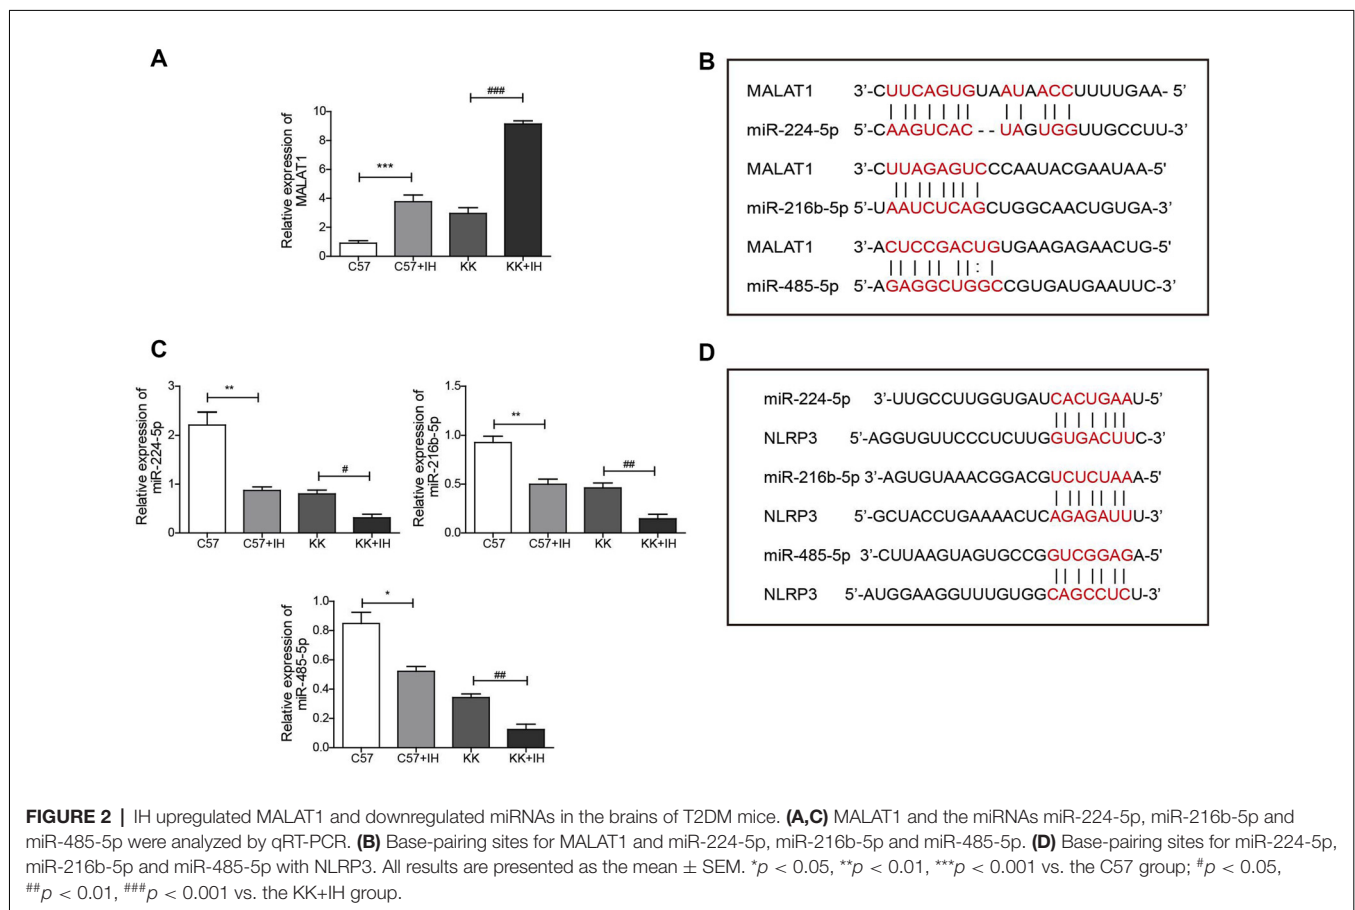 A
Relative expression of
MALAT1
10
8
6
4
2
0
***
###
C57
C57+IH
KK
KK+IH
B
MALAT1 3’-CUUCAGUGUAAUAACCUUUUGAA- 5’
miR-224-5p 5’-CAAGUCAC - - UAGUGGUUGCCUU-3’
MALAT1 3’-CUUAGAGUCCCAAUACGAAUAA-5’
miR-216b-5p 5’-UAAUCUCAGCUGGCAACUGUGA-3’
MALAT1 3’-ACUCCGACUGUGAAGAGAACUG-5’
:
miR-485-5p 5’-AGAGGCUGGCCGUGAUGAAUUC-3’
C
Relative expression of
miR-224-5p
3
2
1
0
**
#
C57
C57+IH
KK
KK+IH
Relative expression of
miR-216b-5p
1.5
1.0
0.5
0.0
**
##
C57
C57+IH
KK
KK+IH
Relative expression of
miR-485-5p
1.0
0.8
0.6
0.4
0.2
0.0
*
##
C57
C57+IH
KK
KK+IH
D
miR-224-5p 3’-UUGCCUUGGUGAUCACUGAAU-5’
NLRP3 5’-AGGUGUUCCCUCUUGGUGACUUC-3’
miR-216b-5p 3’-AGUGUAAACGGACGUCUCUAAA-5’
NLRP3 5’-GCUACCUGAAAACUCAGAGAUUU-3’
miR-485-5p 3’-CUUAAGUAGUGCCGGUCGGAGA-5’
NLRP3 5’-AUGGAAGGUUUGUGGCAGCCUCU-3’
FIGURE 2 | IH upregulated MALAT1 and downregulated miRNAs in the brains of T2DM mice. (A,C) MALAT1 and the miRNAs miR-224-5p, miR-216b-5p and
miR-485-5p were analyzed by qRT-PCR. (B) Base-pairing sites for MALAT1 and miR-224-5p, miR-216b-5p and miR-485-5p. (D) Base-pairing sites for miR-224-5p,
miR-216b-5p and miR-485-5p with NLRP3. All results are presented as the mean ± SEM. *p < 0.05, **p < 0.01, ***p < 0.001 vs. the C57 group; #p < 0.05,
##p < 0.01, ###p < 0.001 vs. the KK+IH group.